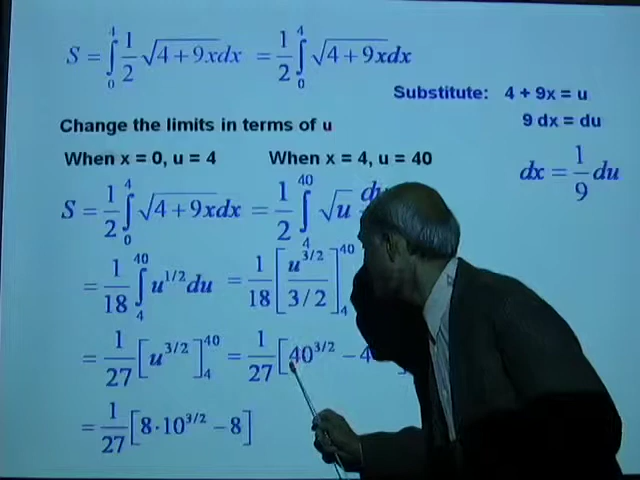 S = ∫₀⁴ 1/2 √(4 + 9x) dx = 1/2 ∫₀⁴ √(4 + 9x) dx
Substitute: 4 + 9x = u
9 dx = du
dx = 1/9 du
Change the limits in terms of u
When x = 0, u = 4 When x = 4, u = 40
S = 1/2 ∫₀⁴ √(4 + 9x) dx = 1/2 ∫₄⁴⁰ √u du
= 1/18 ∫₄⁴⁰ u^{1/2} du = 1/18 [u^{3/2} / 3/2]₄⁴⁰
= 1/27 [u^{3/2}]₄⁴⁰ = 1/27 [40^{3/2} − 4
= 1/27 [8·10^{3/2} − 8]